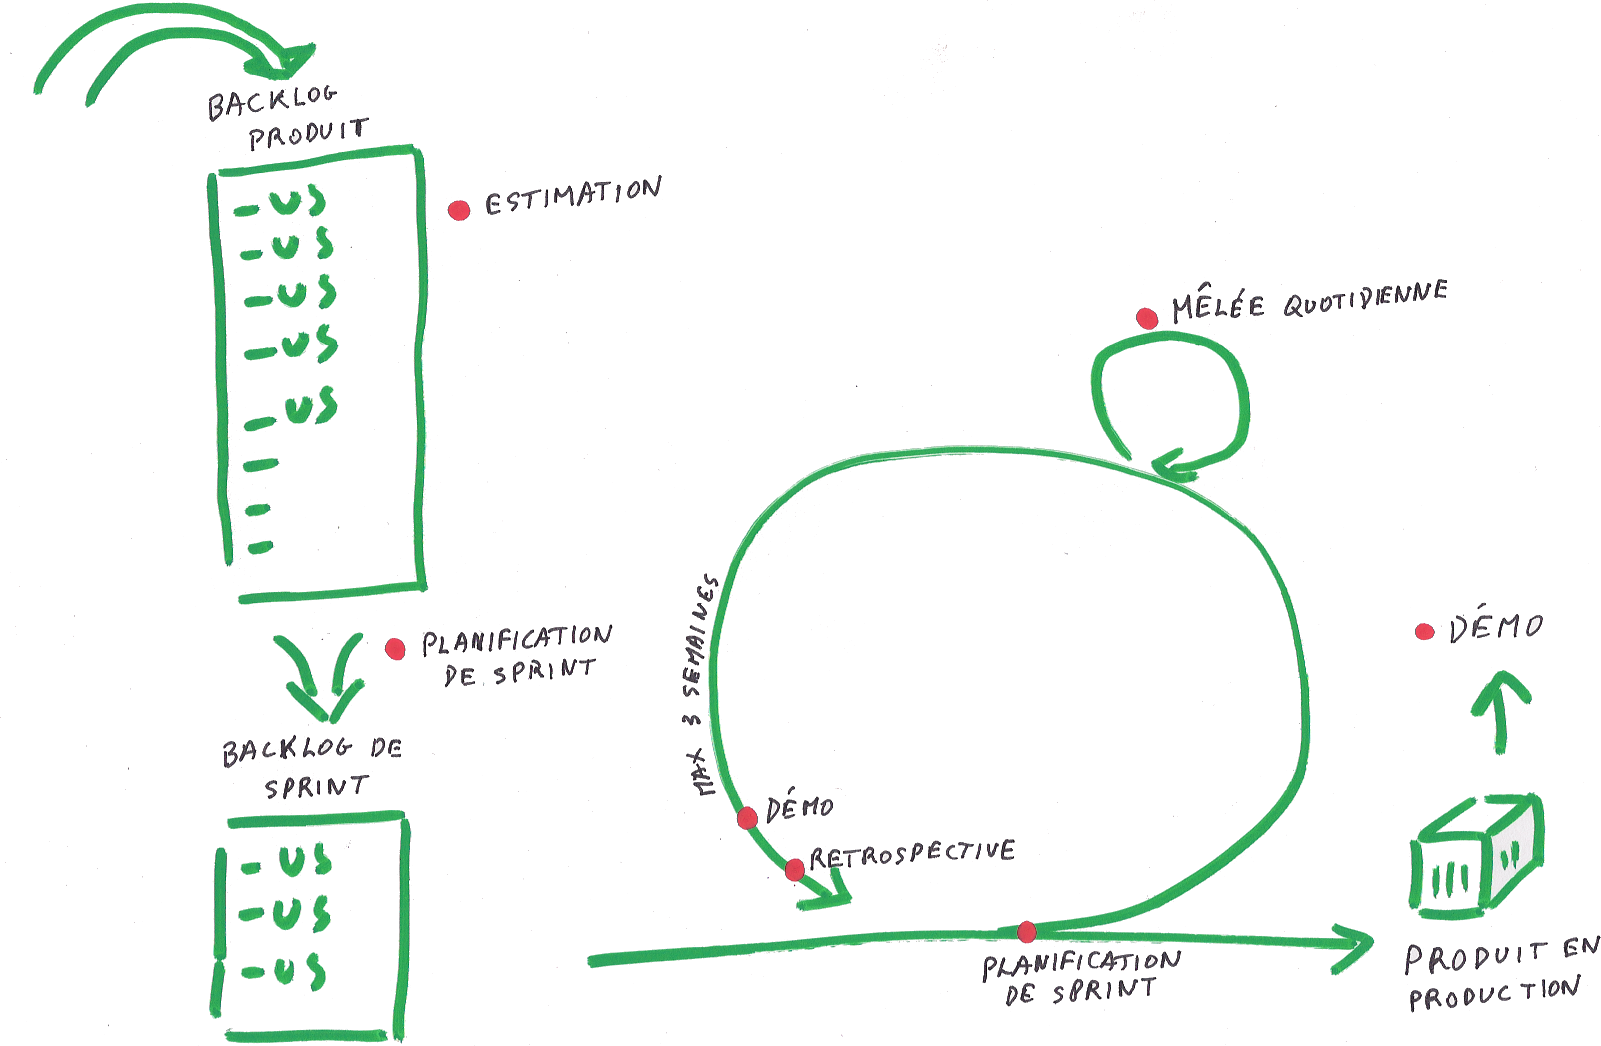 BACKLOG
PRODUIT
- US
- US
- US
- US
- US
-
-
-
ESTIMATION
PLANIFICATION
DE SPRINT
BACKLOG DE
SPRINT
- US
- US
- US
MÊLÉE QUOTIDIENNE
MAX 3 SEMAINES
DÉMO
RETROSPECTIVE
PLANIFICATION
DE SPRINT
DÉMO
PRODUIT EN
PRODUCTION